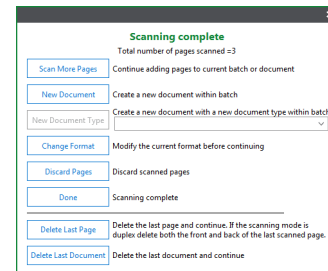 Scanning complete
Total number of pages scanned =3
Scan More Pages Continue adding pages to current batch or document
New Document Create a new document within batch
Create a new document with a new document type within batch
New Document Type
Change Format Modify the current format before continuing
Discard Pages Discard scanned pages
Done Scanning complete
Delete Last Page Delete the last page and continue. If the scanning mode is
duplex delete both the front and back of the last scanned page.
Delete Last Document Delete the last document and continue